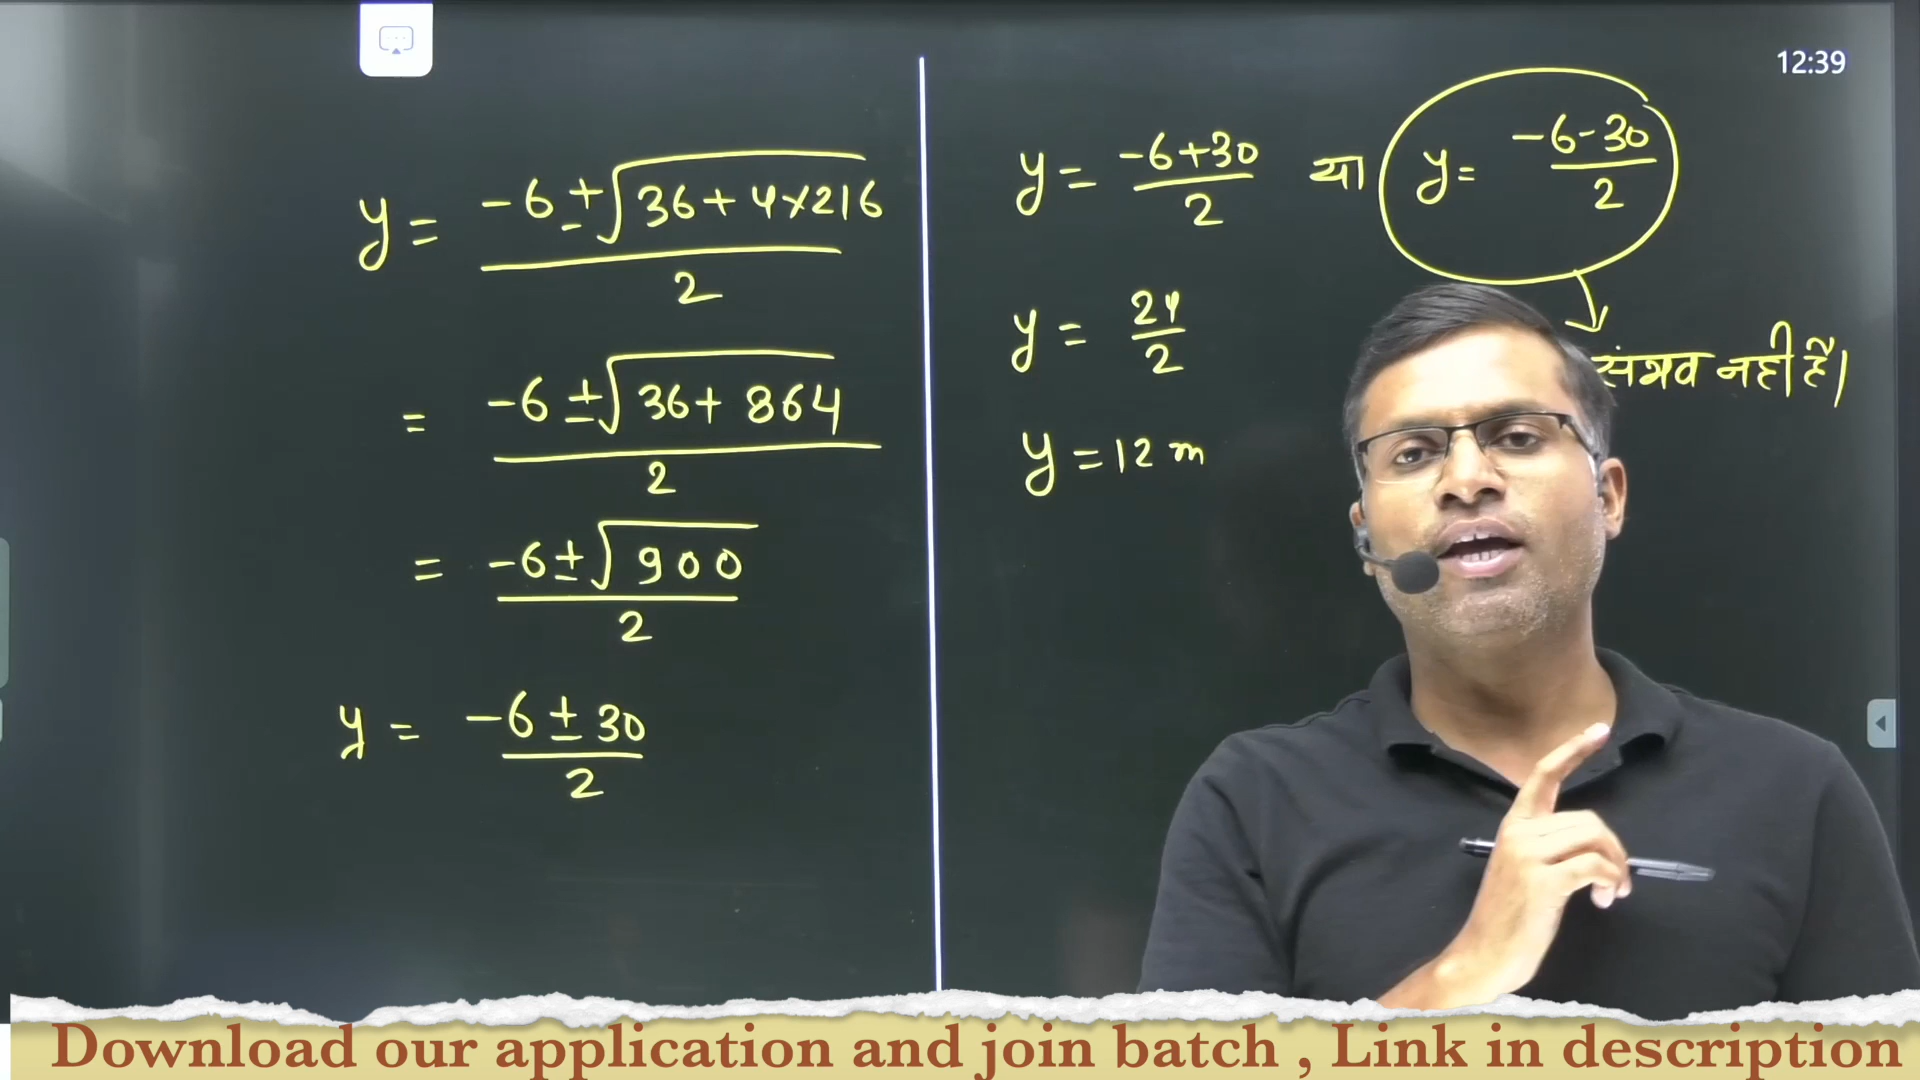 12:39
y = -6 ± √36 + 4×216 / 2
= -6 ± √36 + 864 / 2
= -6 ± √900 / 2
y = -6 ± 30 / 2
y = -6+30 / 2 या y = -6-30 / 2
संभव नहीं है।
y = 24 / 2
y = 12 m
Download our application and join batch , Link in description